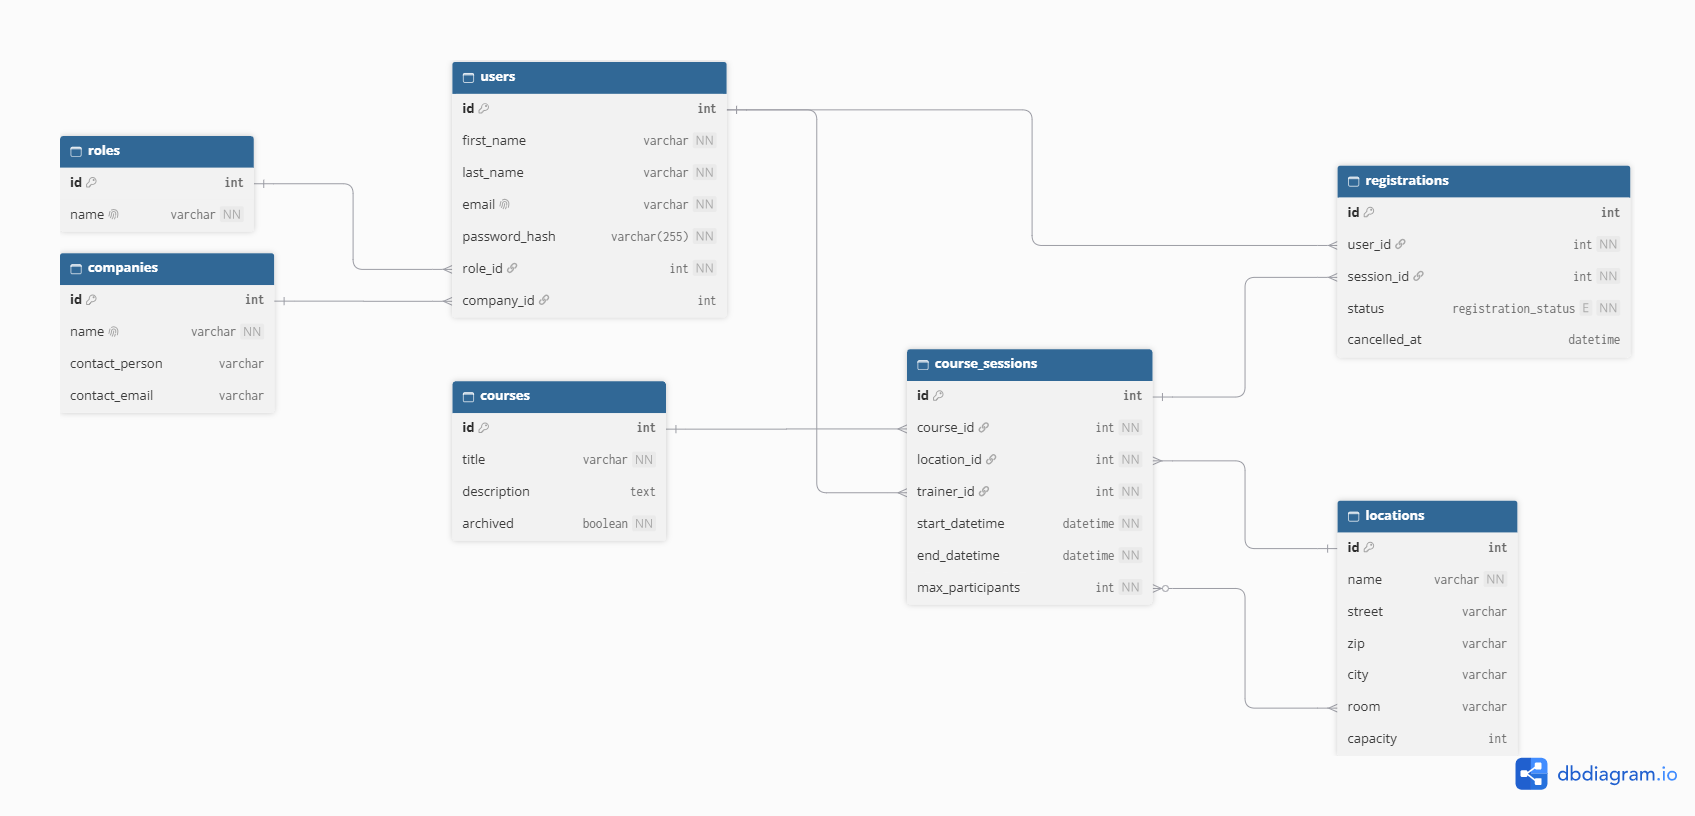 users
id int
first_name varchar NN
last_name varchar NN
email varchar NN
password_hash varchar(255) NN
role_id int NN
company_id int
roles
id int
name varchar NN
companies
id int
name varchar NN
contact_person varchar
contact_email varchar
courses
id int
title varchar NN
description text
archived boolean NN
course_sessions
id int
course_id int NN
location_id int NN
trainer_id int NN
start_datetime datetime NN
end_datetime datetime NN
max_participants int NN
registrations
id int
user_id int NN
session_id int NN
status registration_status E NN
cancelled_at datetime
locations
id int
name varchar NN
street varchar
zip varchar
city varchar
room varchar
capacity int
dbdiagram.io